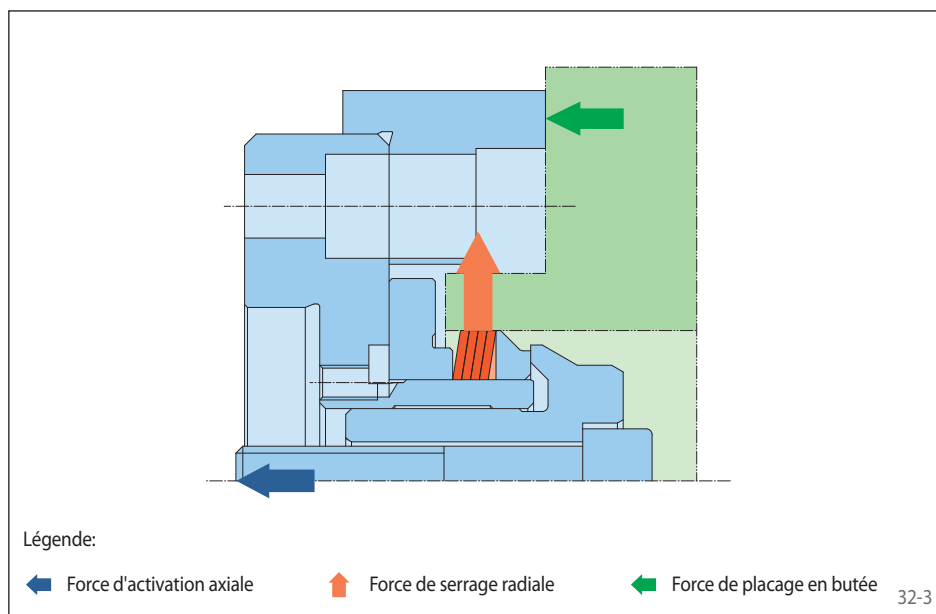 Légende:
Force d'activation axiale Force de serrage radiale Force de placage en butée
32-3